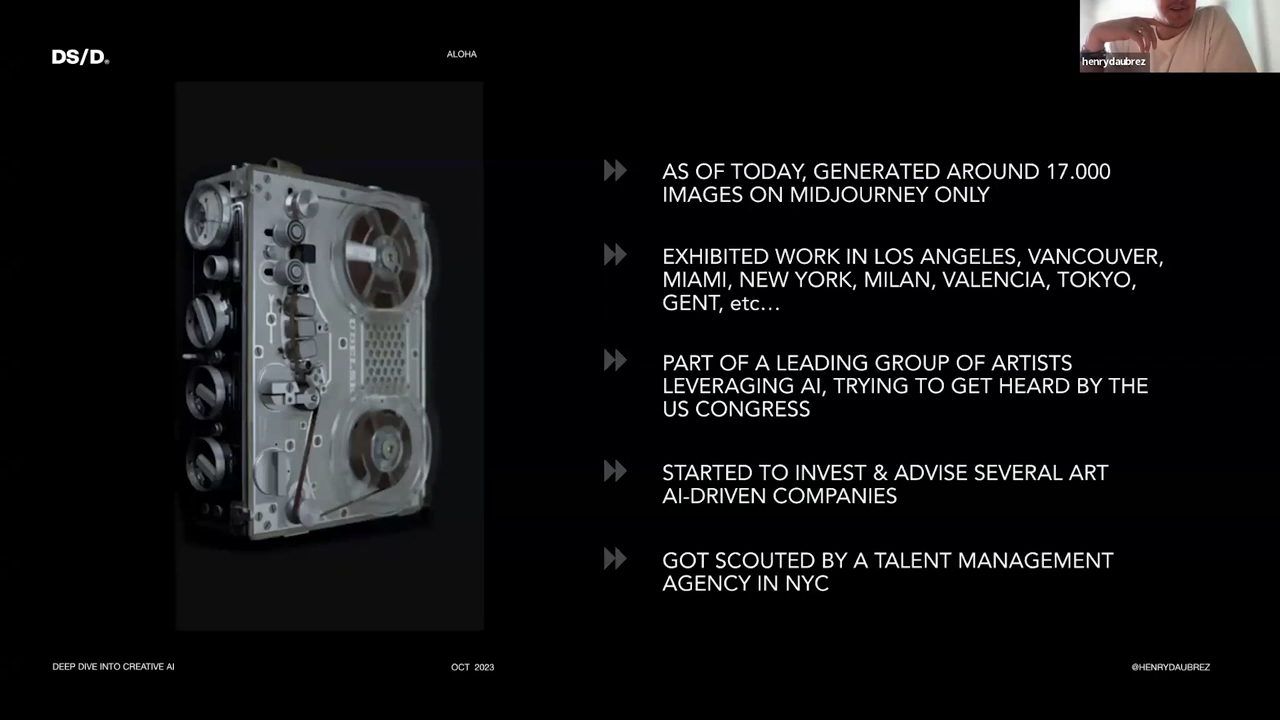 DS/D®
ALOHA
henrydaubrez
AS OF TODAY, GENERATED AROUND 17.000
IMAGES ON MIDJOURNEY ONLY
EXHIBITED WORK IN LOS ANGELES, VANCOUVER,
MIAMI, NEW YORK, MILAN, VALENCIA, TOKYO,
GENT, etc…
PART OF A LEADING GROUP OF ARTISTS
LEVERAGING AI, TRYING TO GET HEARD BY THE
US CONGRESS
STARTED TO INVEST & ADVISE SEVERAL ART
AI-DRIVEN COMPANIES
GOT SCOUTED BY A TALENT MANAGEMENT
AGENCY IN NYC
DEEP DIVE INTO CREATIVE AI
OCT 2023
@HENRYDAUBREZ